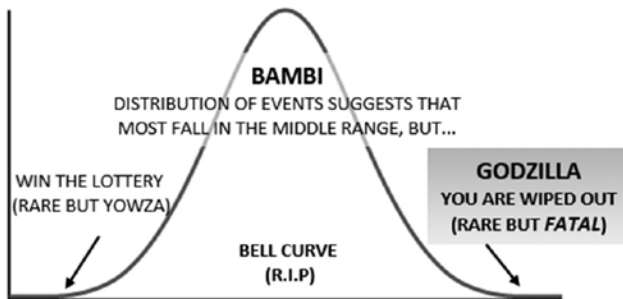 BAMBI
DISTRIBUTION OF EVENTS SUGGESTS THAT
MOST FALL IN THE MIDDLE RANGE, BUT...
WIN THE LOTTERY
(RARE BUT YOWZA)
GODZILLA
YOU ARE WIPED OUT
(RARE BUT FATAL)
BELL CURVE
(R.I.P)